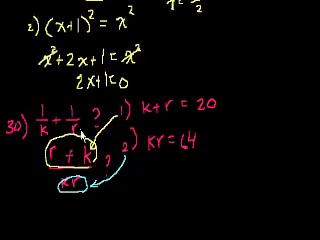 2) (x+1)² = x²
x² + 2x + 1 = x²
2x+1=0
30) 1/k + 1/r ? 1) k+r = 20
r + k ? 2) kr = 64
kr